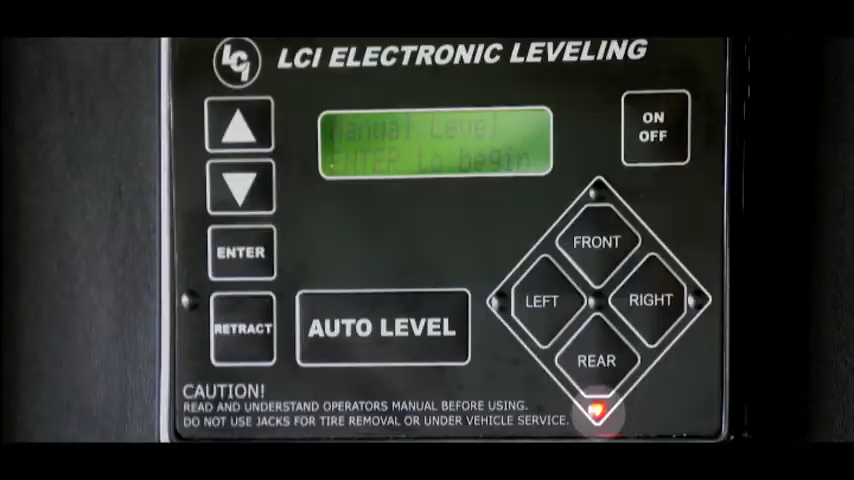 LCI
LCI ELECTRONIC LEVELING
Manual Level
ENTER to begin
ON
OFF
ENTER
RETRACT
AUTO LEVEL
FRONT
LEFT
RIGHT
REAR
CAUTION!
READ AND UNDERSTAND OPERATORS MANUAL BEFORE USING.
DO NOT USE JACKS FOR TIRE REMOVAL OR UNDER VEHICLE SERVICE.